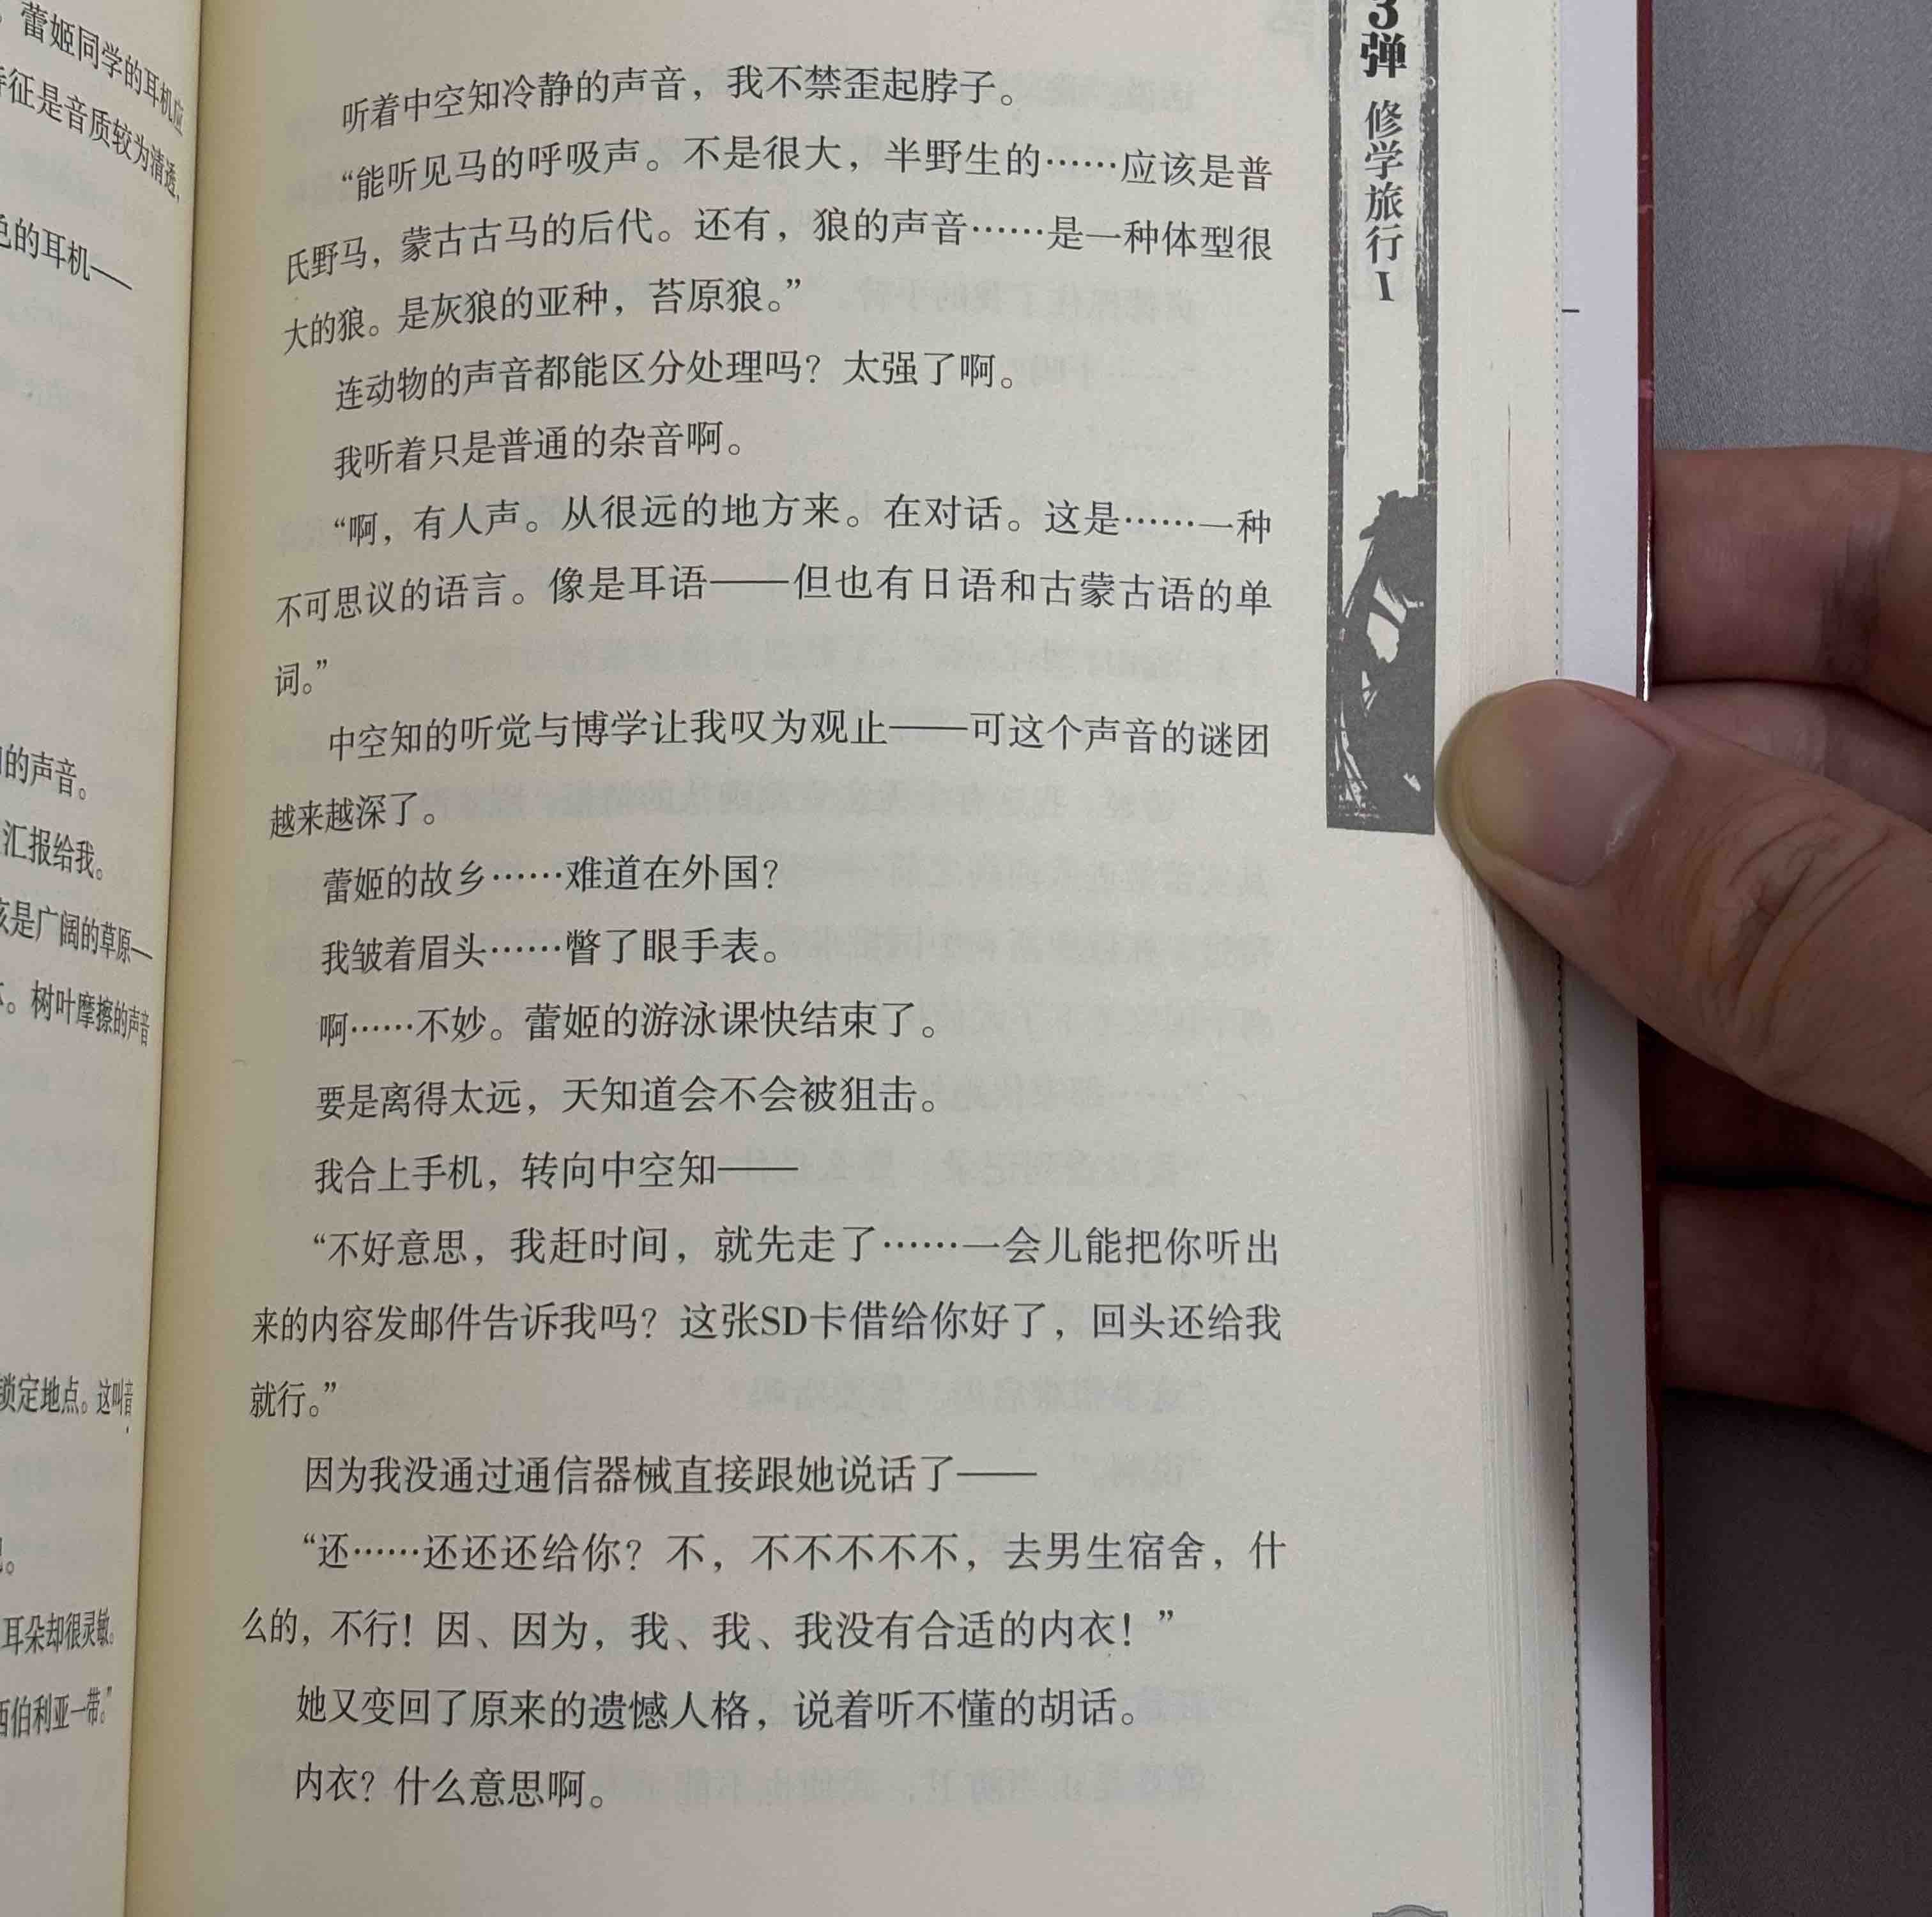 蕾姬同学的耳机应
征是音质较为清透,
的耳机—
的声音。
汇报给我。
是广阔的草原—
。树叶摩擦的声音
锁定地点。这叫音
耳朵却很灵敏。
西伯利亚一带。”
听着中空知冷静的声音，我不禁歪起脖子。
“能听见马的呼吸声。不是很大，半野生的……应该是普
氏野马，蒙古古马的后代。还有，狼的声音……是一种体型很
大的狼。是灰狼的亚种，苔原狼。”
连动物的声音都能区分处理吗？太强了啊。
我听着只是普通的杂音啊。
“啊，有人声。从很远的地方来。在对话。这是……一种
不可思议的语言。像是耳语——但也有日语和古蒙古语的单
词。”
中空知的听觉与博学让我叹为观止——可这个声音的谜团
越来越深了。
蕾姬的故乡……难道在外国？
我皱着眉头……瞥了眼手表。
啊……不妙。蕾姬的游泳课快结束了。
要是离得太远，天知道会不会被狙击。
我合上手机，转向中空知——
“不好意思，我赶时间，就先走了……一会儿能把你听出
来的内容发邮件告诉我吗？这张SD卡借给你好了，回头还给我
就行。”
因为我没通过通信器械直接跟她说话了——
“还……还还还给你？不，不不不不不，去男生宿舍，什
么的，不行！因、因为，我、我、我没有合适的内衣！”
她又变回了原来的遗憾人格，说着听不懂的胡话。
内衣？什么意思啊。
3弹 修学旅行I